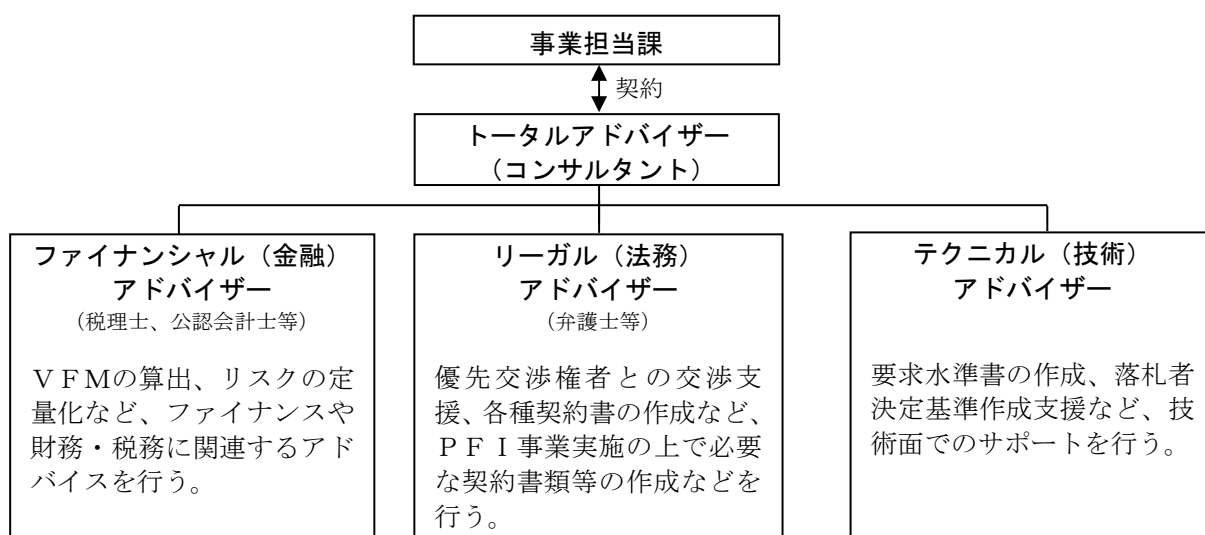 事業担当課
契約
トータルアドバイザー
（コンサルタント）
ファイナンシャル（金融）
アドバイザー
（税理士、公認会計士等）
ＶＦＭの算出、リスクの定
量化など、ファイナンスや
財務・税務に関連するアド
バイスを行う。
リーガル（法務）
アドバイザー
（弁護士等）
優先交渉権者との交渉支
援、各種契約書の作成など、
ＰＦＩ事業実施の上で必要
な契約書類等の作成などを
行う。
テクニカル（技術）
アドバイザー
要求水準書の作成、落札者
決定基準作成支援など、技
術面でのサポートを行う。